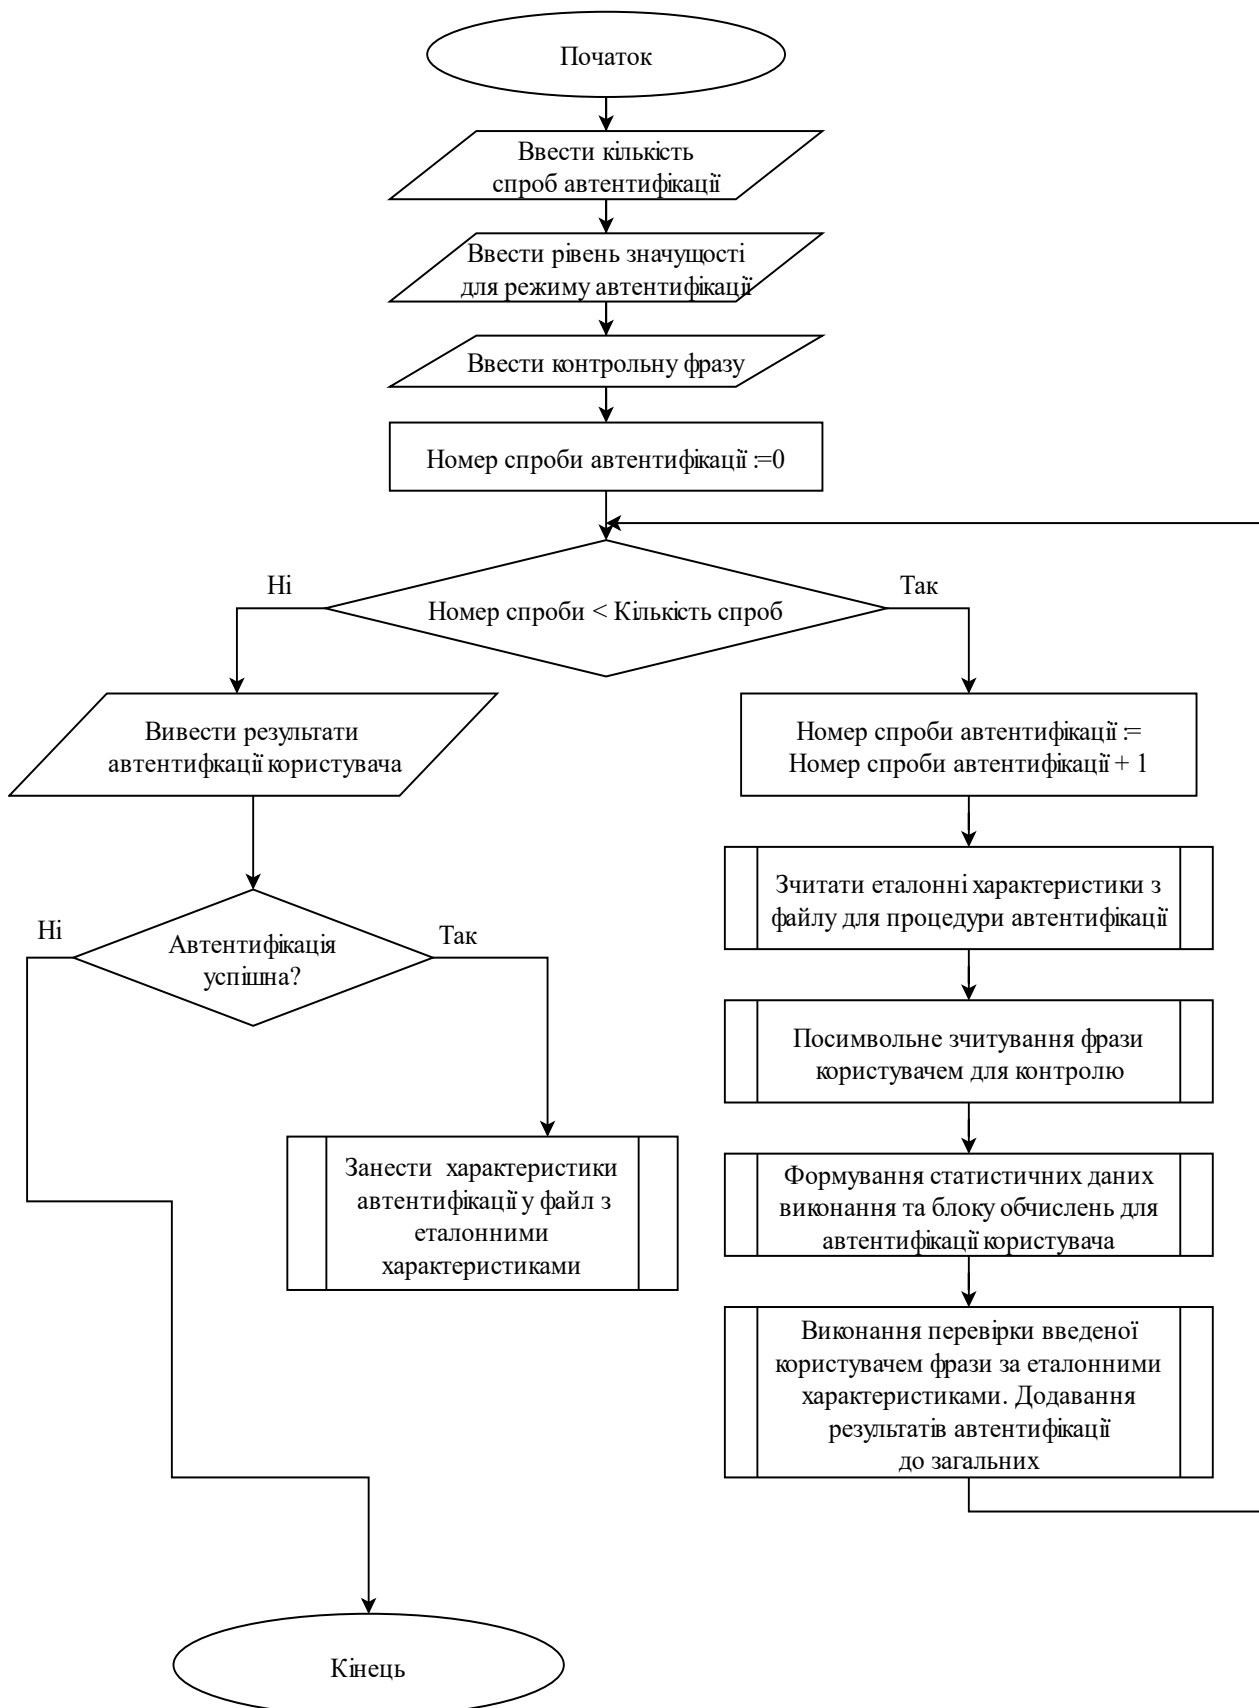 Початок
Ввести кількість
спроб автентифікації
Ввести рівень значущості
для режиму автентифікації
Ввести контрольну фразу
Номер спроби автентифікації :=0
Ні
Так
Номер спроби < Кількість спроб
Вивести результати
автентифкації користувача
Номер спроби автентифікації :=
Номер спроби автентифікації + 1
Зчитати еталонні характеристики з
файлу для процедури автентифікації
Ні
Так
Автентифікація
успішна?
Посимвольне зчитування фрази
користувачем для контролю
Занести характеристики
автентифікації у файл з
еталонними
характеристиками
Формування статистичних даних
виконання та блоку обчислень для
автентифікації користувача
Виконання перевірки введеної
користувачем фрази за еталонними
характеристиками. Додавання
результатів автентифікації
до загальних
Кінець